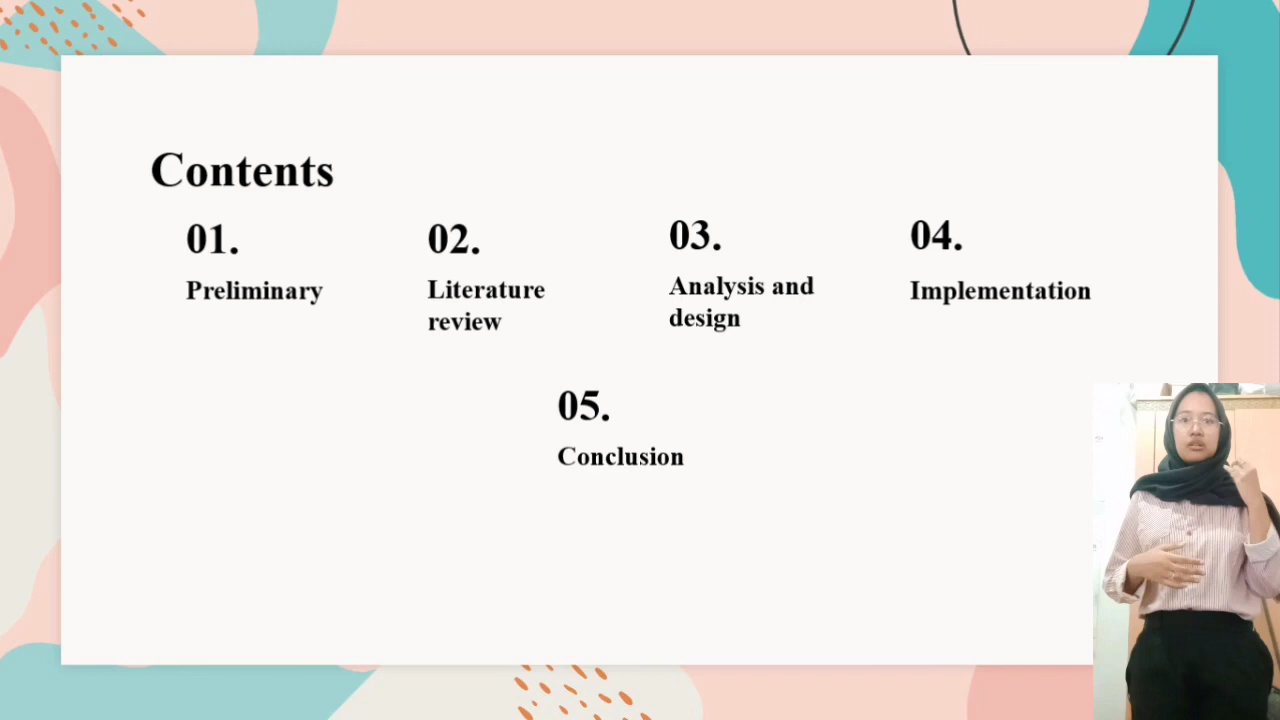 Contents
01.
Preliminary
02.
Literature
review
03.
Analysis and
design
04.
Implementation
05.
Conclusion